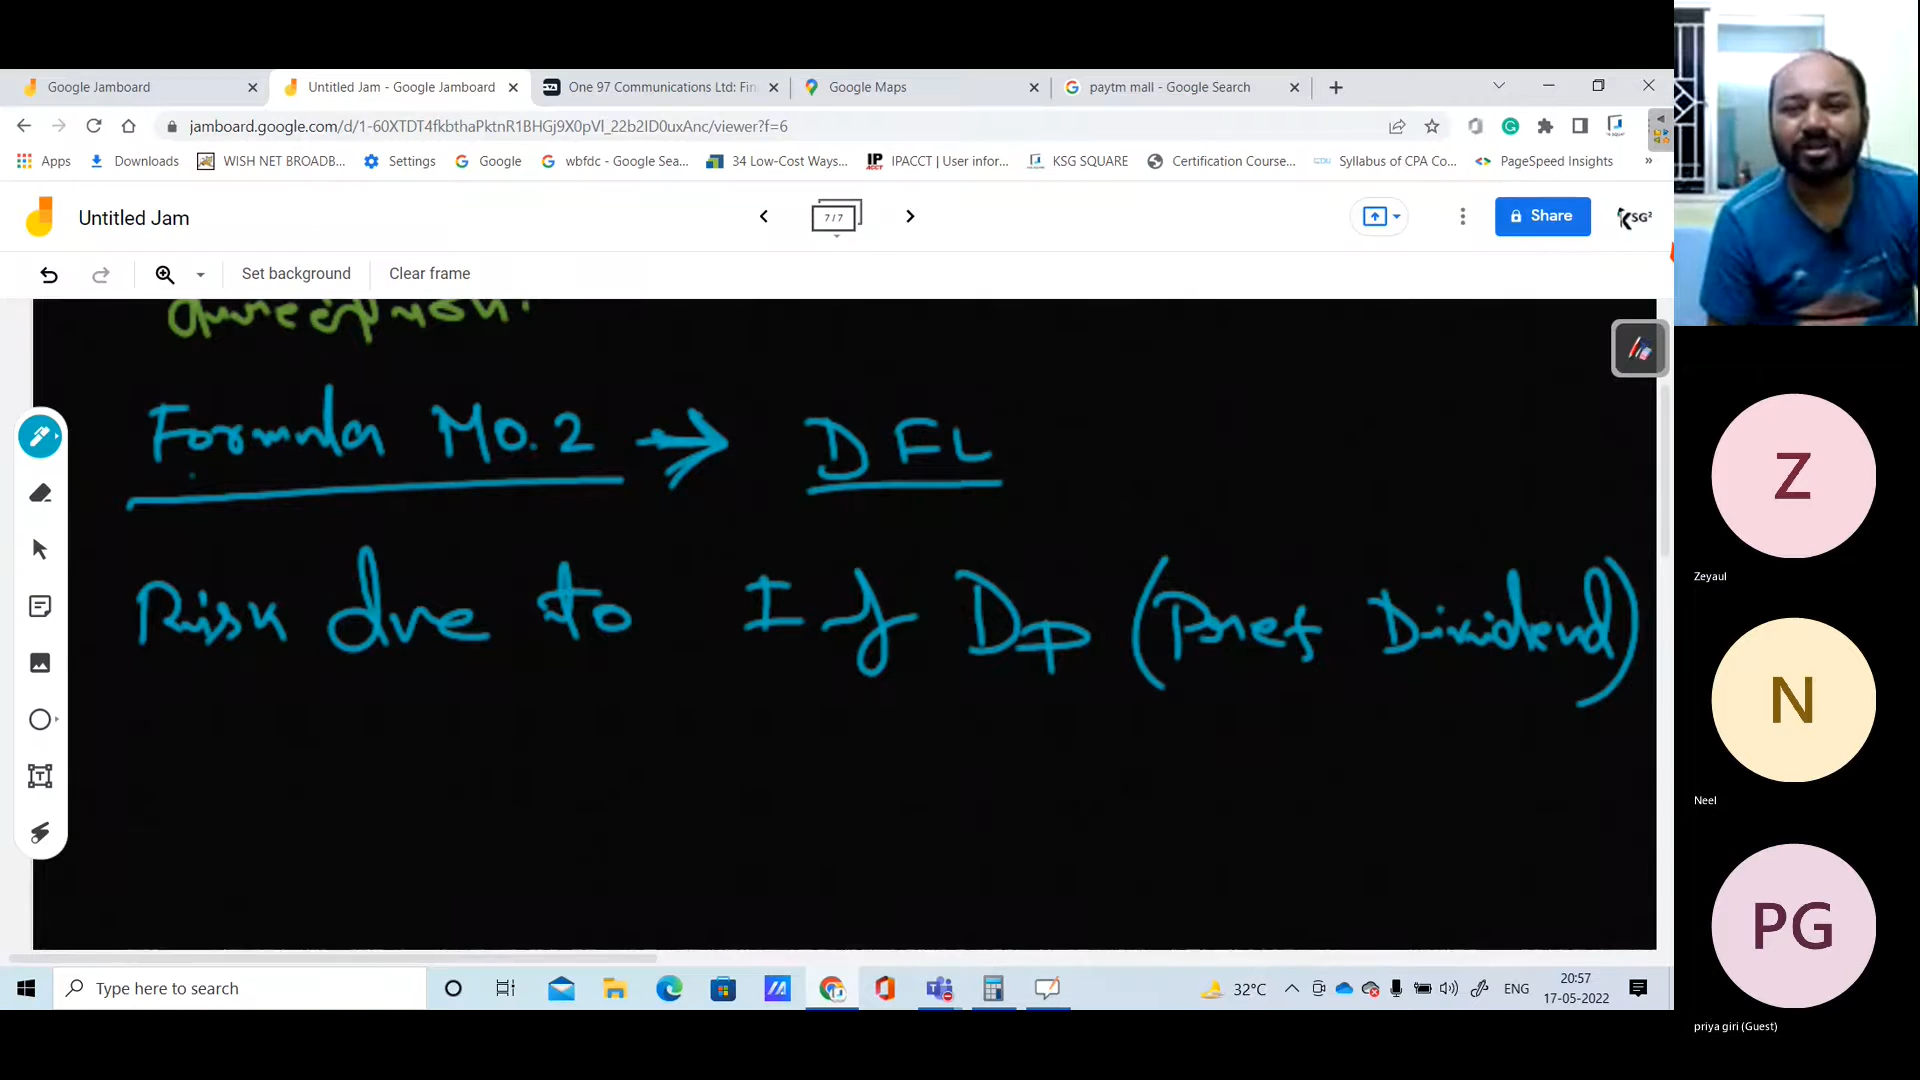 Google Jamboard
Untitled Jam - Google Jamboard
One 97 Communications Ltd: Fin
Google Maps
paytm mall - Google Search
jamboard.google.com/d/1-60XTDT4fkbthaPktnR1BHGj9X0pVl_22b2ID0uxAnc/viewer?f=6
Apps
Downloads
WISH NET BROADB...
Settings
Google
wbfdc - Google Sea...
34 Low-Cost Ways...
IP ACCT
IPACCT | User infor...
KSG SQUARE
Certification Course...
Syllabus of CPA Co...
PageSpeed Insights
»
Untitled Jam
7 / 7
Share
KSG²
Set background
Clear frame
Formula No. 2 → DFL
Risk due to I & Dp (Pref Dividend)
Z
Zeyaul
N
Neel
PG
priya giri (Guest)
Type here to search
32°C
ENG
20:57
17-05-2022